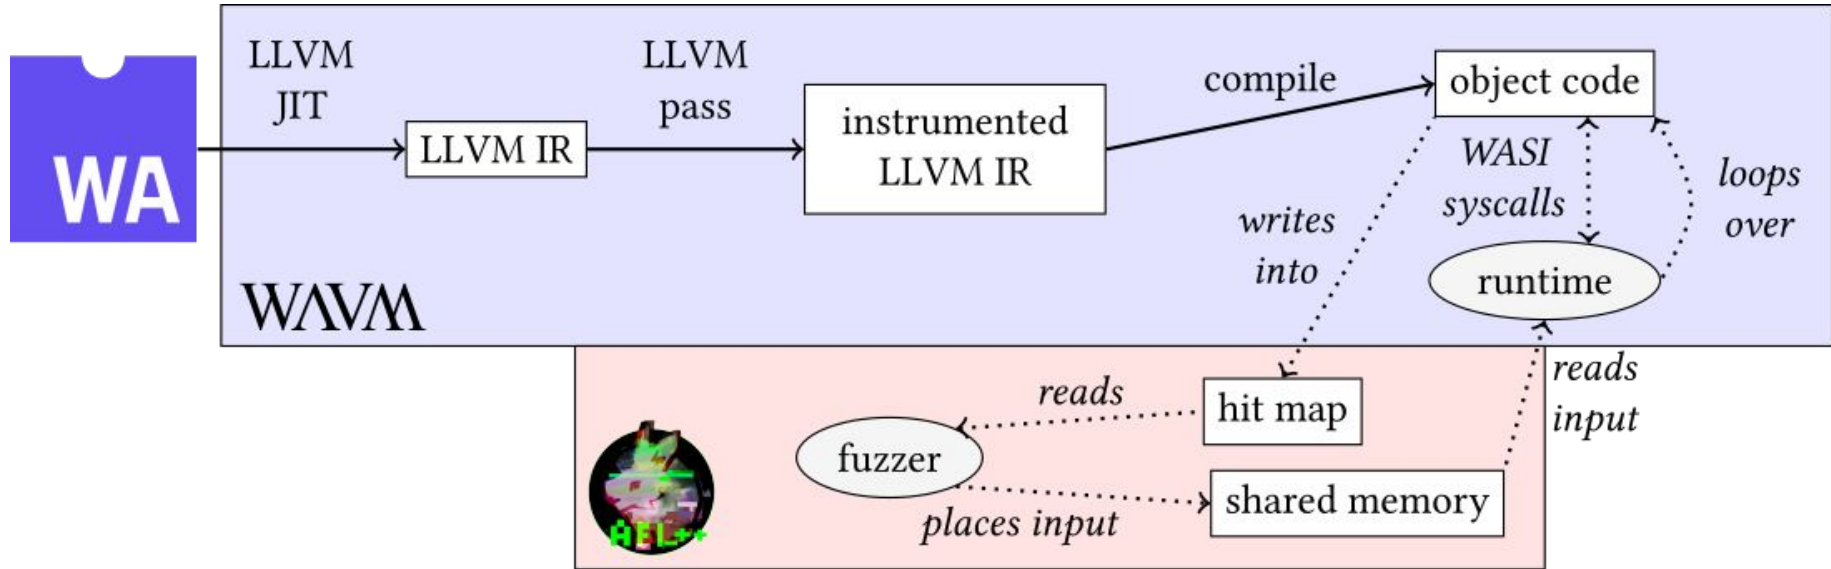 WA
LLVM
JIT
LLVM IR
LLVM
pass
instrumented
LLVM IR
compile
object code
WASI
syscalls
loops
over
writes
into
runtime
WAVM
reads
input
reads
hit map
fuzzer
places input
shared memory
AFL++